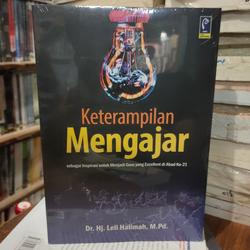 Keterampilan
Mengajar
sebagai Inspirasi untuk Menjadi Guru yang Excellent di Abad Ke-21
Dr. Hj. Leli Halimah, M.Pd.